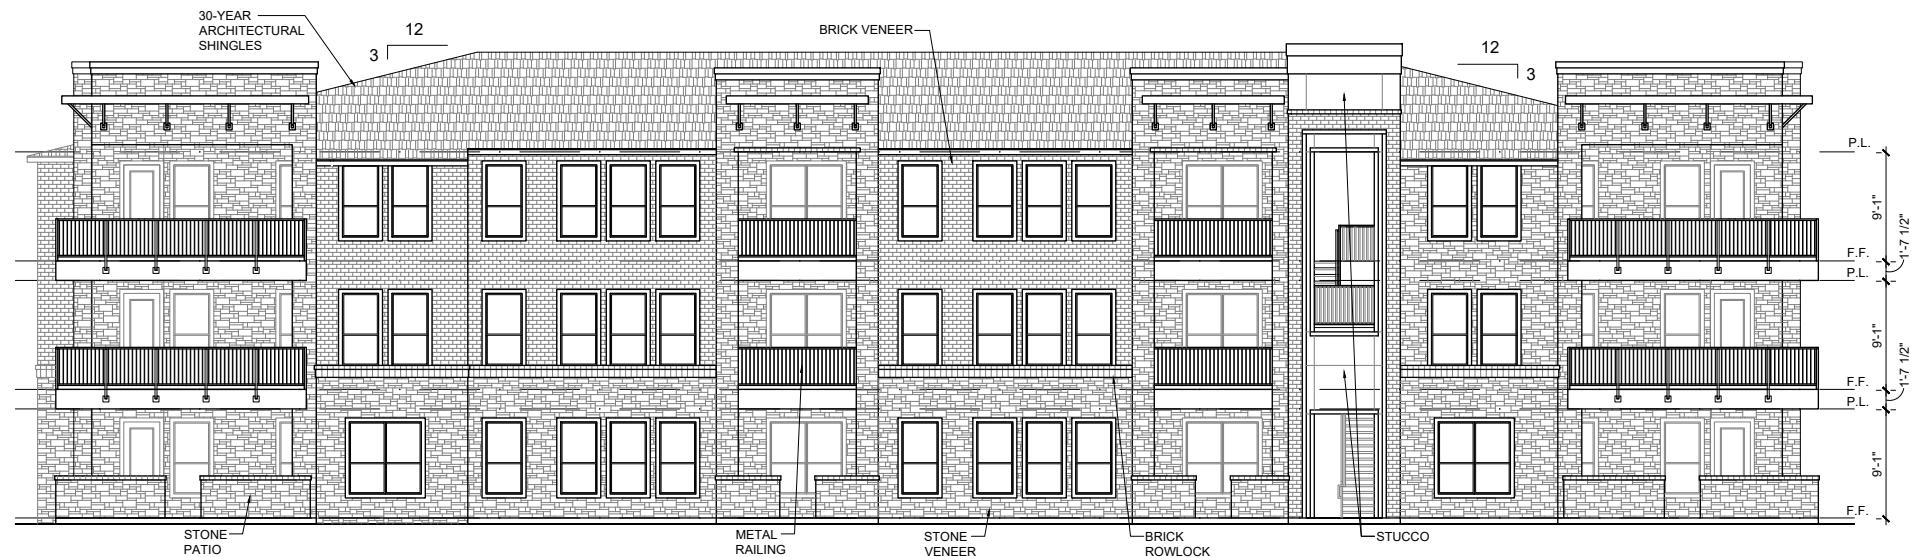 30-YEAR
ARCHITECTURAL
SHINGLES
12
3
BRICK VENEER
12
3
P.L.
9'-1"
F.F.
1'-7 1/2"
P.L.
9'-1"
F.F.
1'-7 1/2"
P.L.
9'-1"
F.F.
STONE
PATIO
METAL
RAILING
STONE
VENEER
BRICK
ROWLOCK
STUCCO